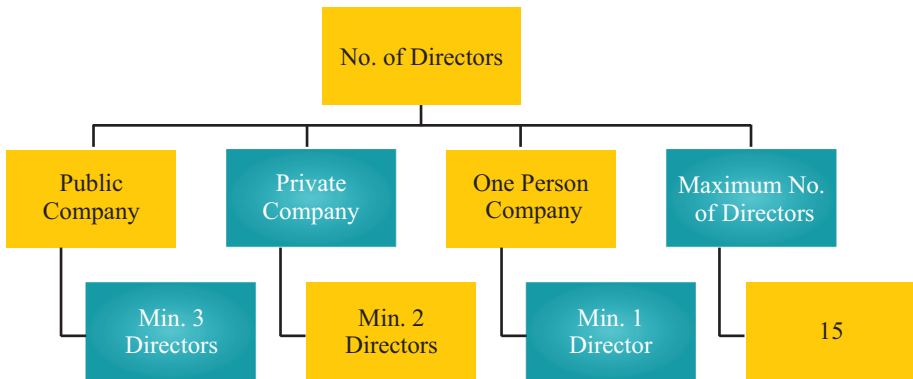 No. of Directors
Public
Company
Private
Company
One Person
Company
Maximum No.
of Directors
Min. 3
Directors
Min. 2
Directors
Min. 1
Director
15